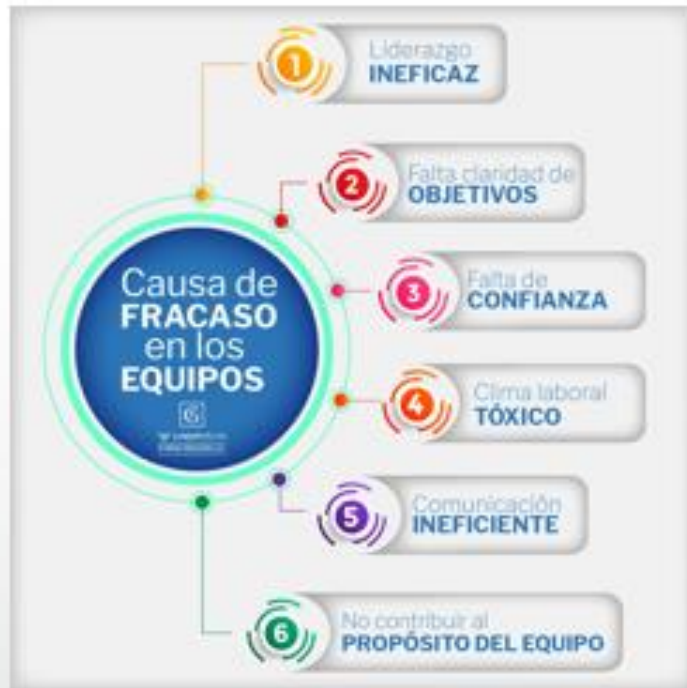 1
Liderazgo
INEFICAZ
2
Falta claridad de
OBJETIVOS
3
Falta de
CONFIANZA
Causa de
FRACASO
en los
EQUIPOS
4
Clima laboral
TÓXICO
5
Comunicación
INEFICIENTE
6
No contribuir al
PROPÓSITO DEL EQUIPO